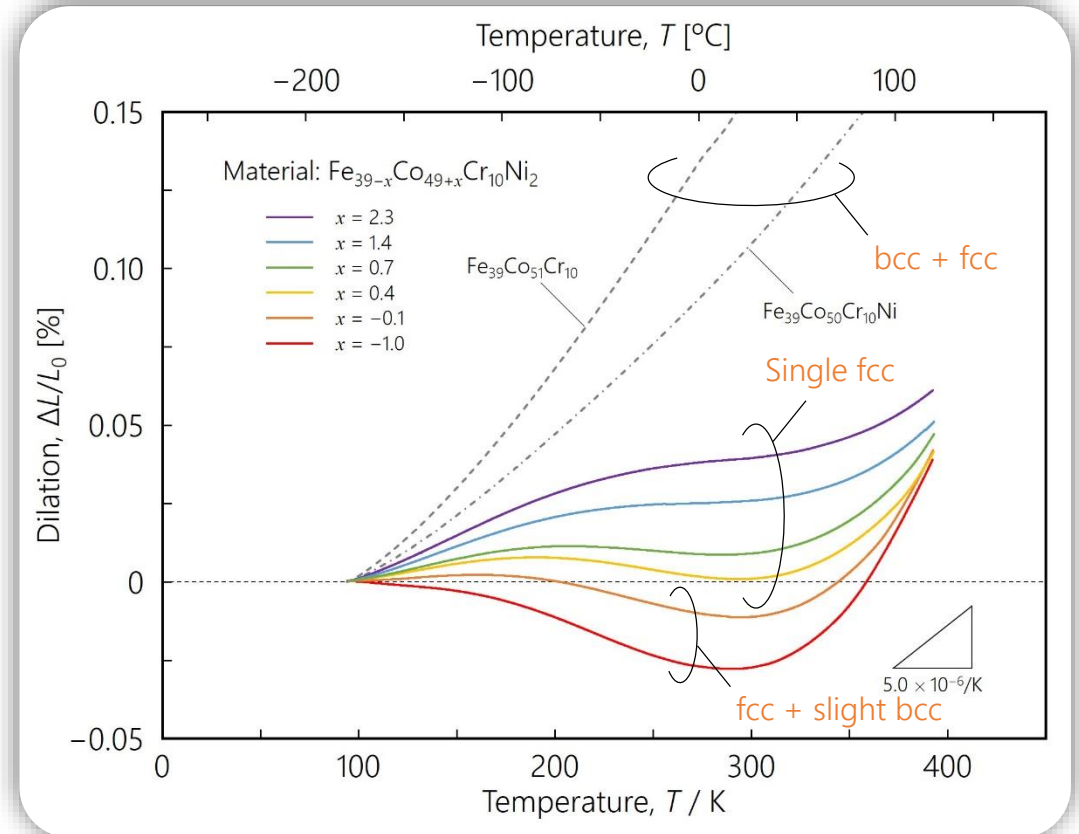 Temperature, T [°C]
−200 −100 0 100
0.15
Material: Fe₃₉₋ₓCo₄₉₊ₓCr₁₀Ni₂
x = 2.3
x = 1.4
x = 0.7
x = 0.4
x = −0.1
x = −1.0
Fe₃₉Co₅₁Cr₁₀
bcc + fcc
0.10
Fe₃₉Co₅₀Cr₁₀Ni
Single fcc
0.05
Dilation, ΔL/L₀ [%]
0
5.0 × 10⁻⁶/K
fcc + slight bcc
−0.05
0 100 200 300 400
Temperature, T / K